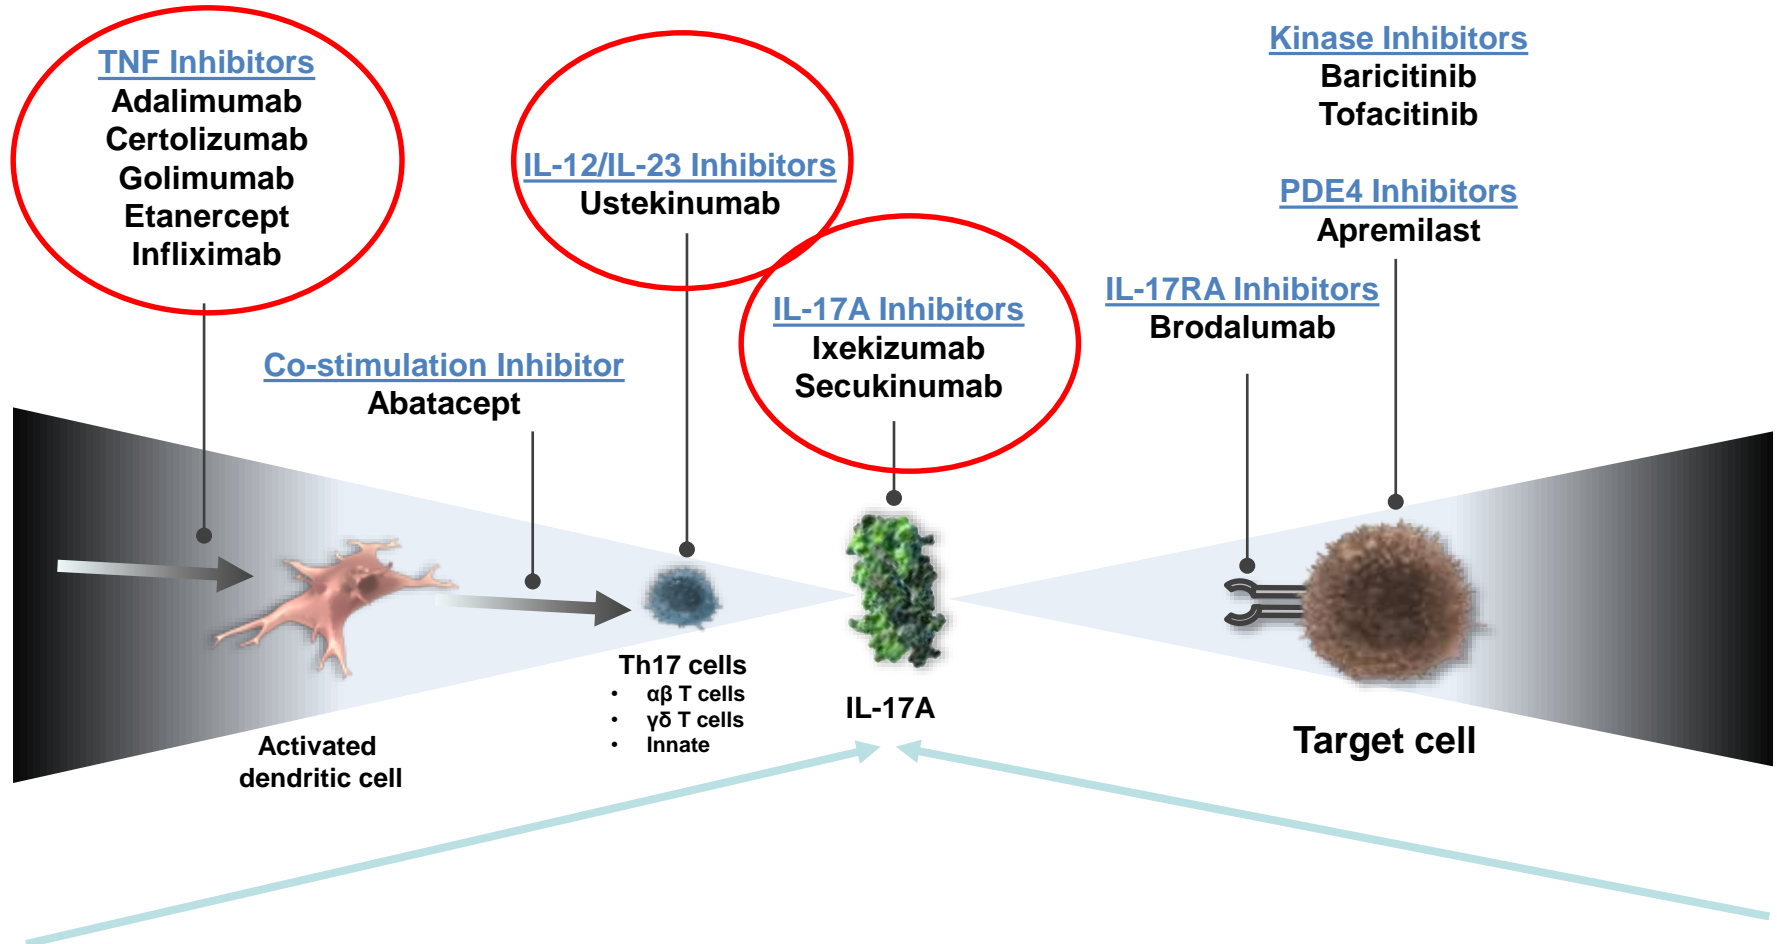 TNF Inhibitors
Adalimumab
Certolizumab
Golimumab
Etanercept
Infliximab
IL-12/IL-23 Inhibitors
Ustekinumab
Kinase Inhibitors
Baricitinib
Tofacitinib
PDE4 Inhibitors
Apremilast
IL-17A Inhibitors
Ixekizumab
Secukinumab
IL-17RA Inhibitors
Brodalumab
Co-stimulation Inhibitor
Abatacept
Activated
dendritic cell
Th17 cells
• αβ T cells
• γδ T cells
• Innate
IL-17A
Target cell